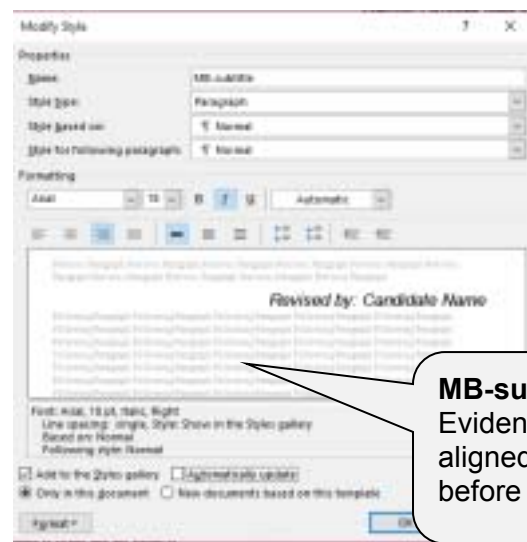 Modify Style ? ×
Properties
Name: MB-subtitle
Style type: Paragraph
Style based on: ¶ Normal
Style for following paragraph: ¶ Normal
Formatting
Arial B I U Automatic
Revised by: Candidate Name
Font: Arial, 18 pt, Italic, Right
Line spacing: single, Style: Show in the Styles gallery
Based on: Normal
Following style: Normal
Add to the Styles gallery Automatically update
Only in this document New documents based on this template
Format
MB-su
Eviden
aligned
before